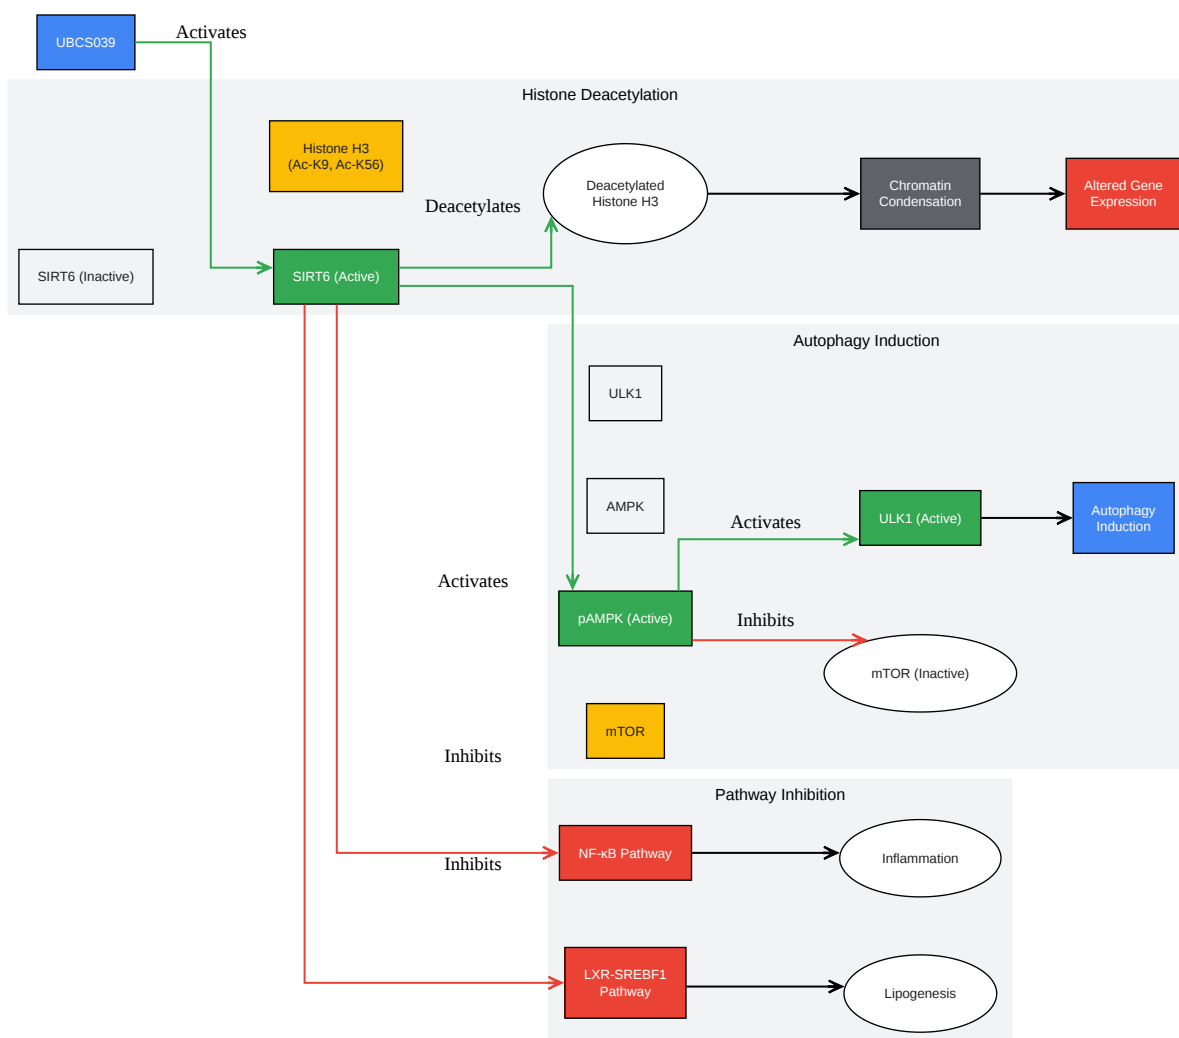 UBCS039
Activates
Histone Deacetylation
Histone H3
(Ac-K9, Ac-K56)
Deacetylates
Deacetylated
Histone H3
Chromatin
Condensation
Altered Gene
Expression
SIRT6 (Inactive)
SIRT6 (Active)
Autophagy Induction
ULK1
AMPK
Activates
ULK1 (Active)
Autophagy
Induction
Activates
pAMPK (Active)
Inhibits
mTOR (Inactive)
mTOR
Inhibits
Pathway Inhibition
NF-κB Pathway
Inflammation
Inhibits
LXR-SREBF1
Pathway
Lipogenesis